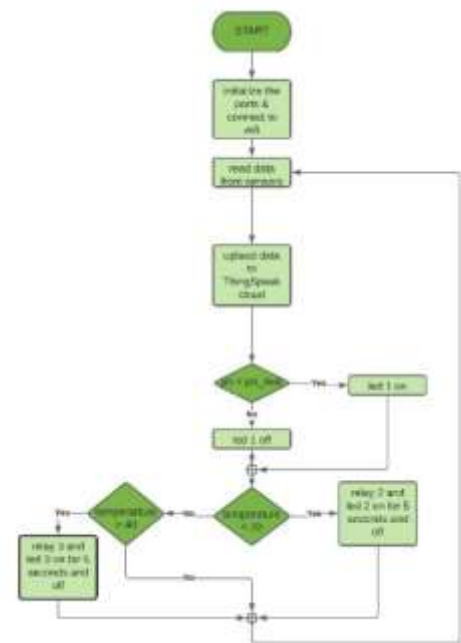 START
initialize the
ports &
connect to
wifi
read data
from sensors
upload data
to
ThingSpeak
cloud
Yes
led 1 on
No
led 1 off
temperature
temperature
Yes
No
Yes
relay 2 and
led 2 on for 5
seconds and
off
relay 3 and
led 3 on for 5
seconds and
off
No